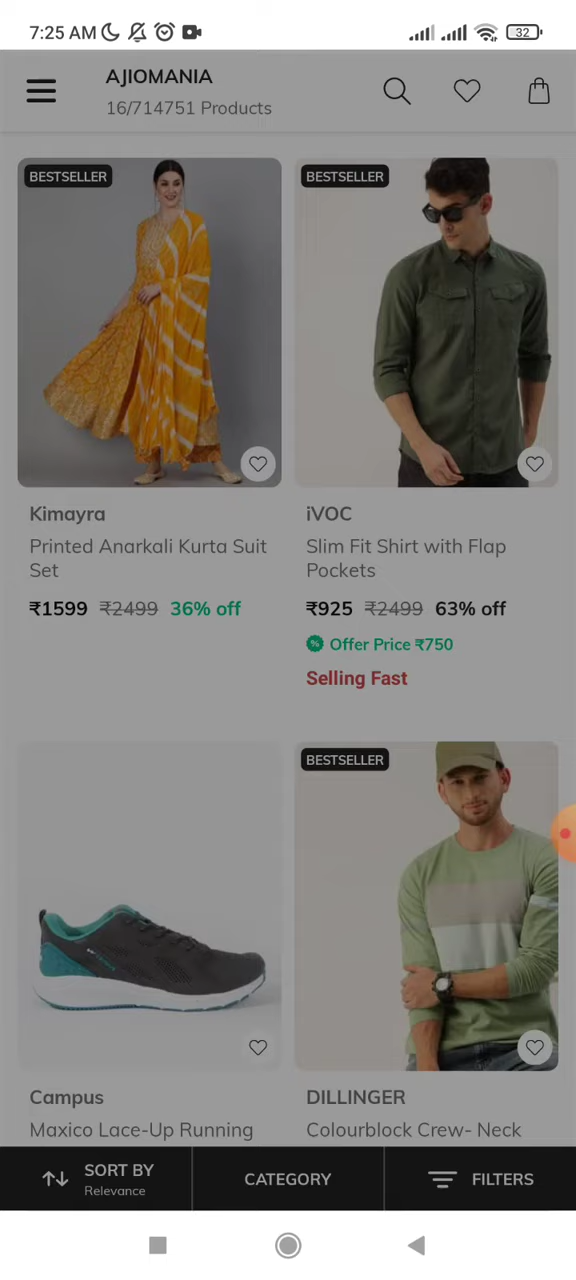 7:25 AM
32
AJIOMANIA
16/714751 Products
BESTSELLER
BESTSELLER
Kimayra
Printed Anarkali Kurta Suit
Set
₹1599 ₹2499 36% off
iVOC
Slim Fit Shirt with Flap
Pockets
₹925 ₹2499 63% off
% Offer Price ₹750
Selling Fast
BESTSELLER
Campus
Maxico Lace-Up Running
DILLINGER
Colourblock Crew- Neck
SORT BY
Relevance
CATEGORY
FILTERS